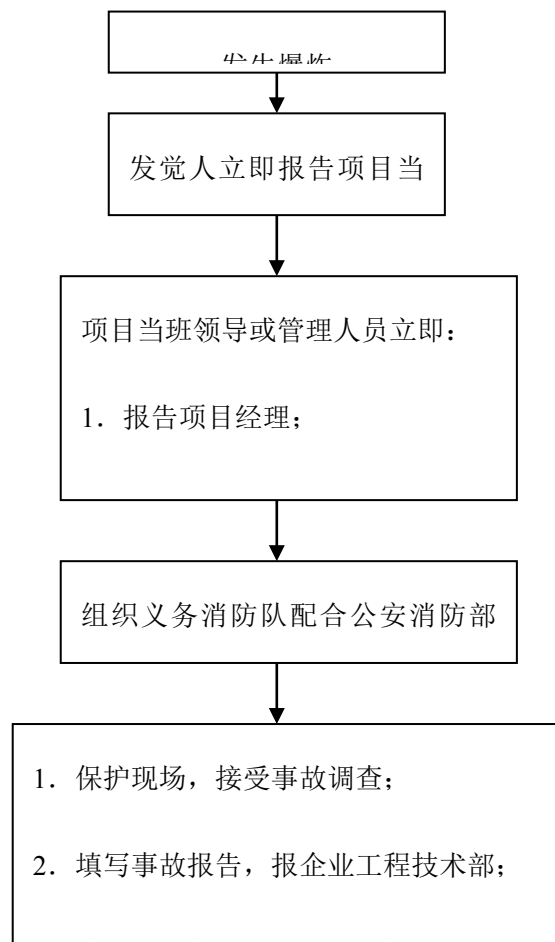 发觉人立即报告项目当
项目当班领导或管理人员立即：
1．报告项目经理；
组织义务消防队配合公安消防部
1．保护现场，接受事故调查；
2．填写事故报告，报企业工程技术部；